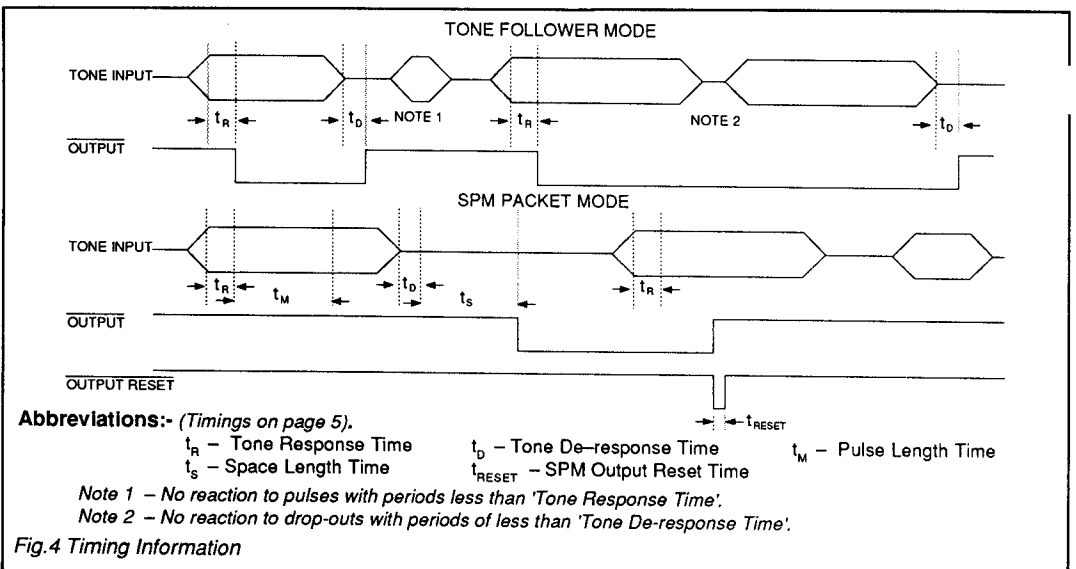 TONE FOLLOWER MODE
TONE INPUT
tR
tD
NOTE 1
tR
NOTE 2
tD
OUTPUT
SPM PACKET MODE
TONE INPUT
tR
tM
tD
tS
tR
OUTPUT
OUTPUT RESET
tRESET
Abbreviations:- (Timings on page 5).
tR – Tone Response Time tD – Tone De–response Time tM – Pulse Length Time
tS – Space Length Time tRESET – SPM Output Reset Time
Note 1 – No reaction to pulses with periods less than 'Tone Response Time'.
Note 2 – No reaction to drop-outs with periods of less than 'Tone De-response Time'.
Fig.4 Timing Information